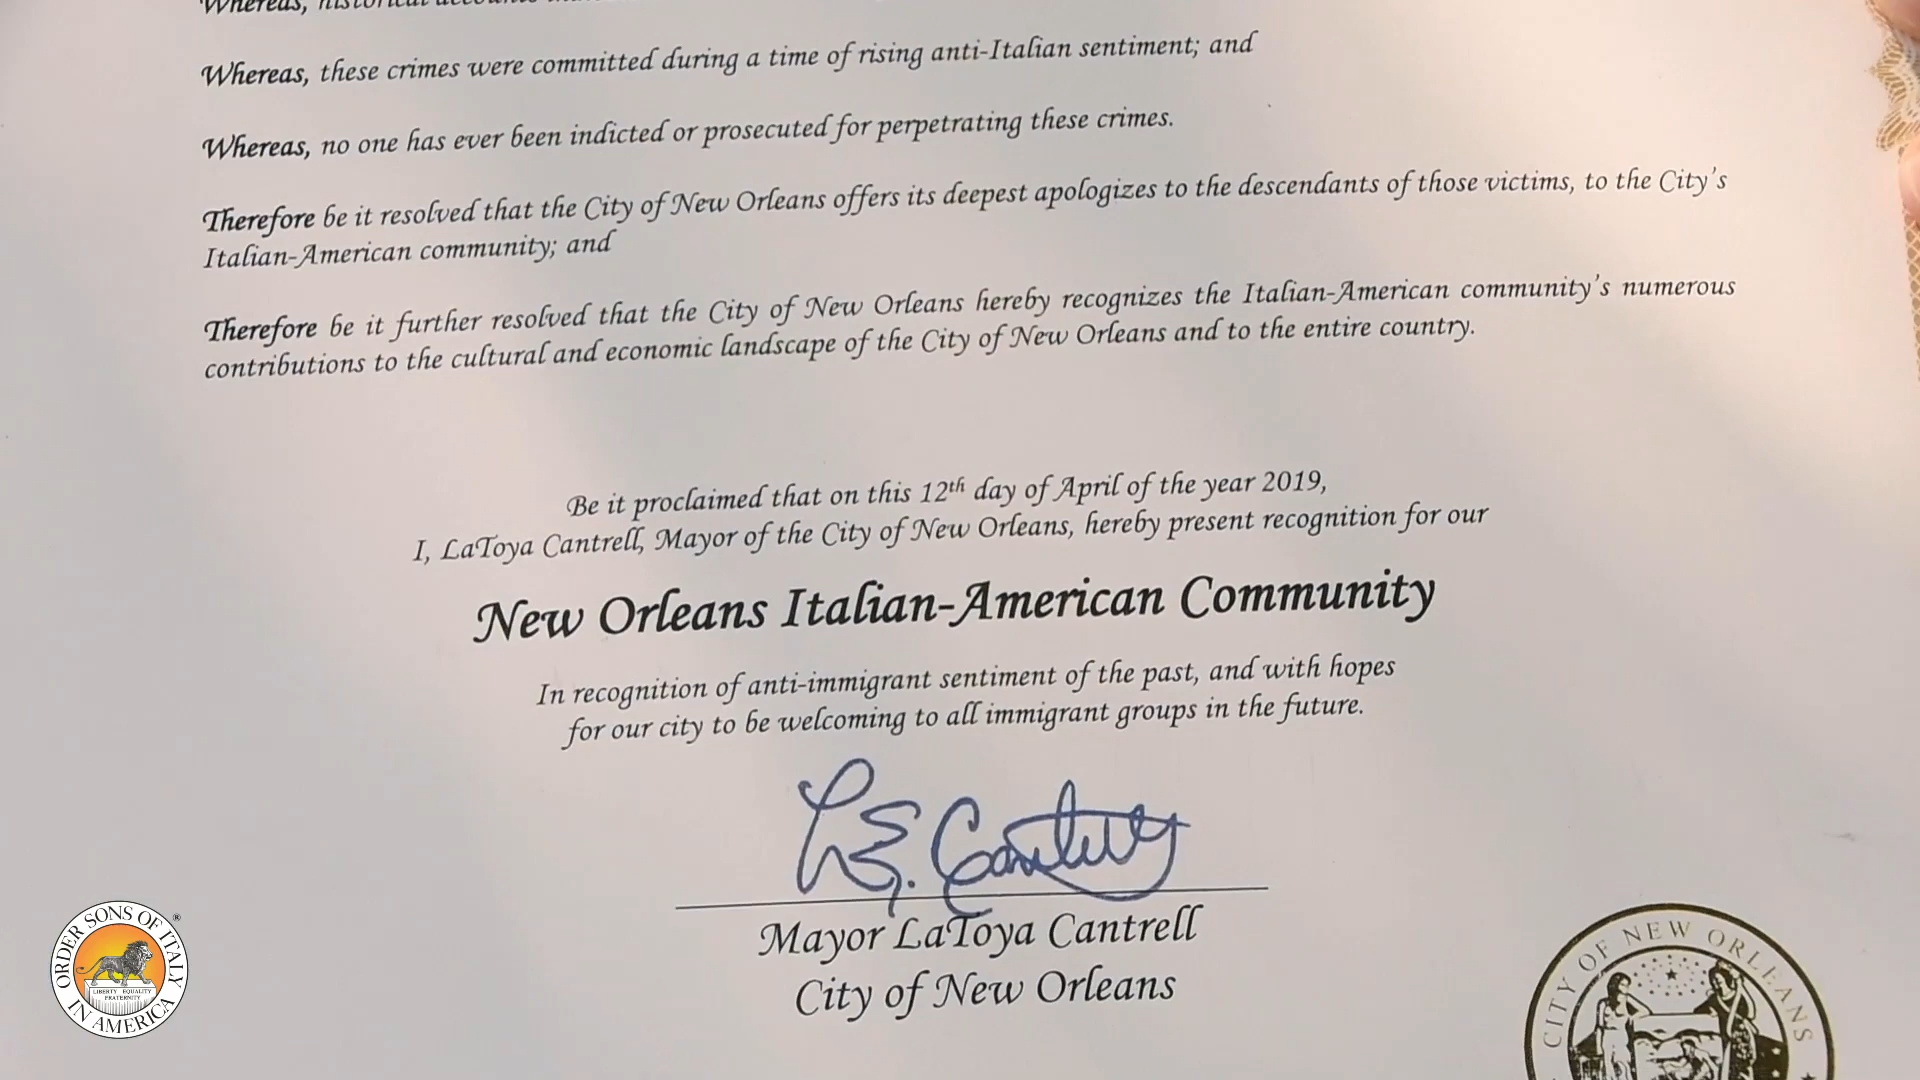 Whereas, historical
Whereas, these crimes were committed during a time of rising anti-Italian sentiment; and
Whereas, no one has ever been indicted or prosecuted for perpetrating these crimes.
Therefore be it resolved that the City of New Orleans offers its deepest apologizes to the descendants of those victims, to the City's
Italian-American community; and
Therefore be it further resolved that the City of New Orleans hereby recognizes the Italian-American community's numerous
contributions to the cultural and economic landscape of the City of New Orleans and to the entire country.
Be it proclaimed that on this 12th day of April of the year 2019,
I, LaToya Cantrell, Mayor of the City of New Orleans, hereby present recognition for our
New Orleans Italian-American Community
In recognition of anti-immigrant sentiment of the past, and with hopes
for our city to be welcoming to all immigrant groups in the future.
L E. Cantrell
Mayor LaToya Cantrell
City of New Orleans
ORDER SONS OF ITALY ®
LIBERTY EQUALITY
FRATERNITY
IN AMERICA
CITY OF NEW ORLEANS